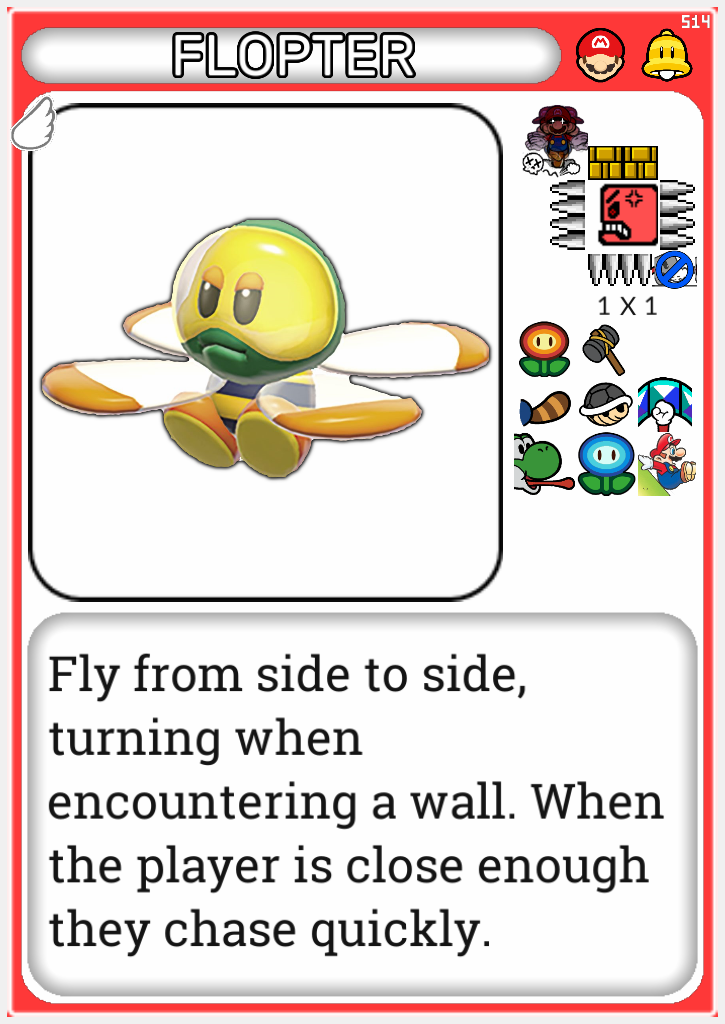 514
FLOPTER
1 X 1
Fly from side to side,
turning when
encountering a wall. When
the player is close enough
they chase quickly.